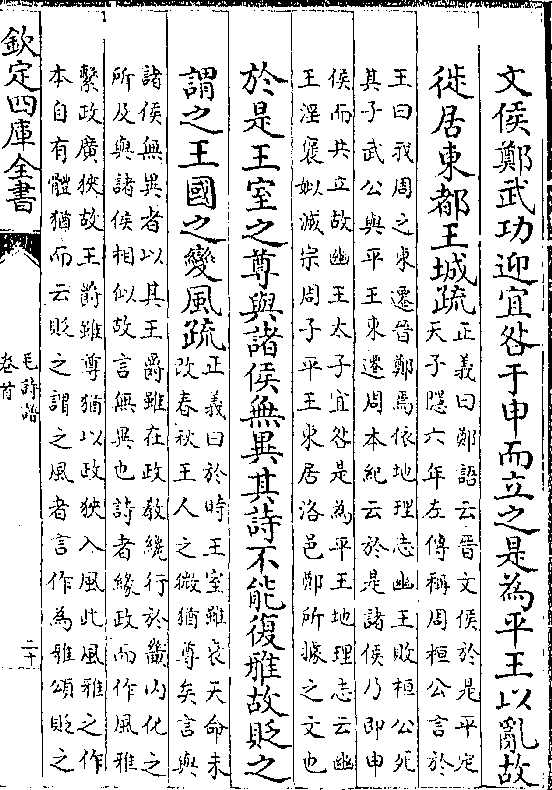 文侯鄭武功迎宜咎于申而立之是為平王以亂故
徙居東都王城疏正義曰鄭語云晉文侯於是平定
天子隱六年左傳稱周桓公言於
王曰我周之東遷晉鄭焉依地理志幽王敗桓公死
其子武公與平王東遷周本紀云於是諸侯乃即申
侯而共立故幽王太子宜咎是為平王地理志云幽
王淫褒姒滅宗周子平王東居洛邑鄭所據之文也
於是王室之尊與諸侯無異其詩不能復雅故貶之
謂之王國之變風疏正義曰於時王室雖衰天命未
改春秋王人之微猶尊矣言與
諸侯無異者以其王爵雖在政教纔行於畿內化之
所及與諸侯相似故言無異也詩者緣政而作風雅
繫政廣狹故王爵雖尊猶以政狹入風此風雅之作
本自有體猶而云貶之謂之風者言作為雅頌貶之
欽定四庫全書
毛詩譜
卷首
二十